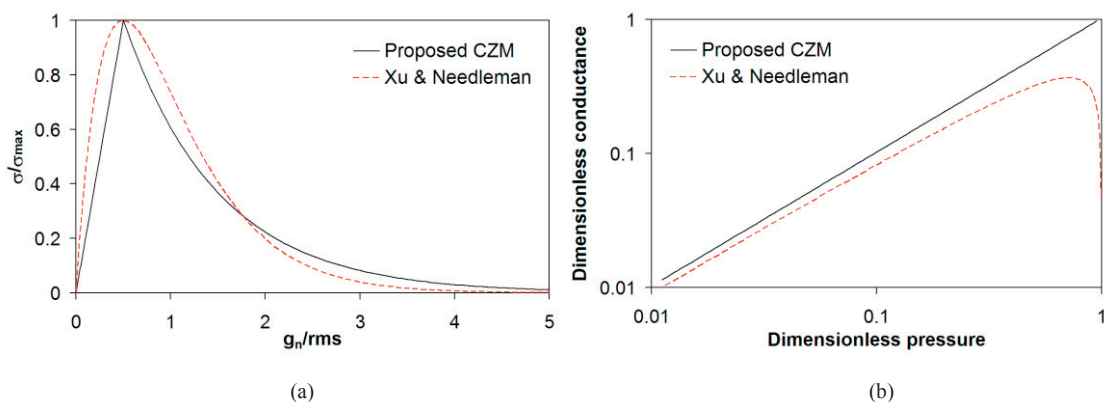 1
0.8
0.6
0.4
0.2
0
σ/σmax
0 1 2 3 4 5
gn/rms
Proposed CZM
Xu & Needleman
(a)
1
0.1
0.01
Dimensionless conductance
0.01 0.1 1
Dimensionless pressure
Proposed CZM
Xu & Needleman
(b)